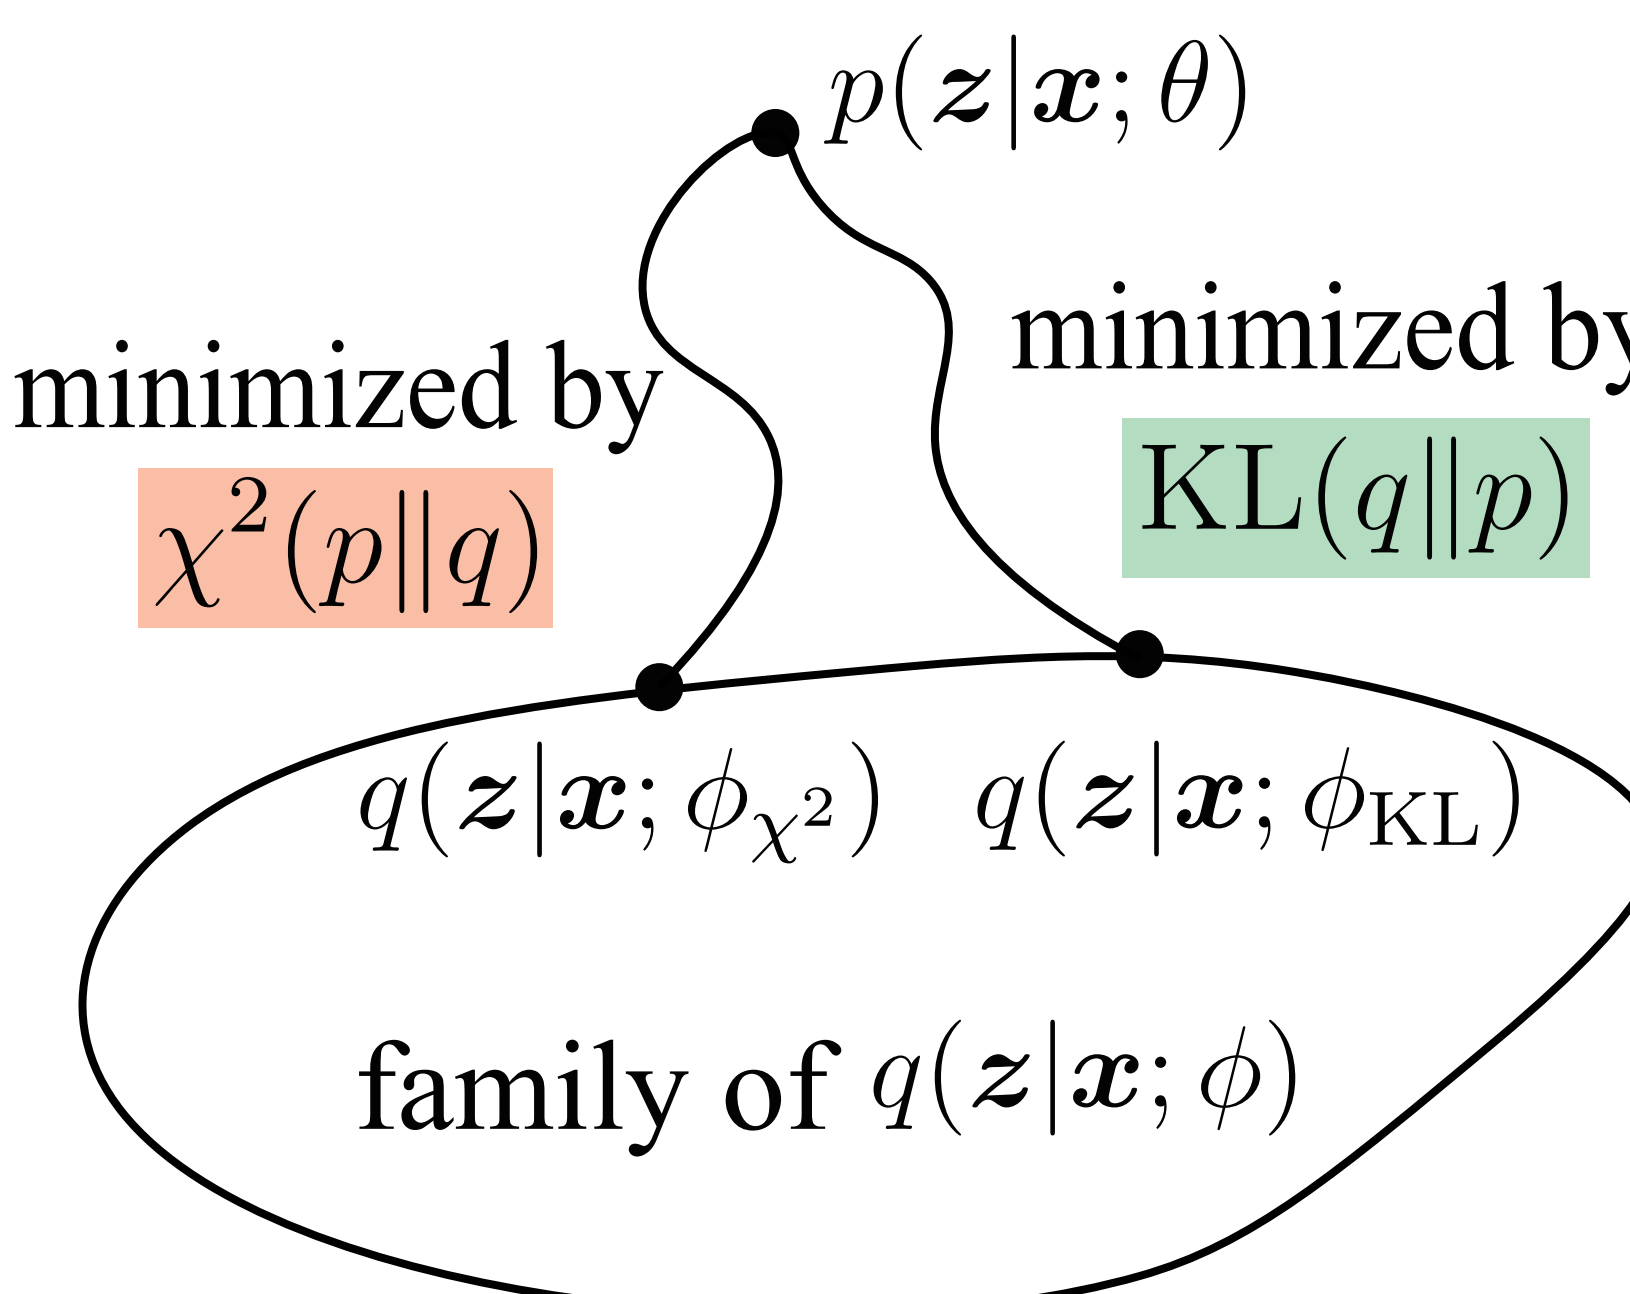 p(z|x; θ)
minimized by
χ²(p‖q)
minimized by
KL(q‖p)
q(z|x; ϕ_χ²)
q(z|x; ϕ_KL)
family of q(z|x; ϕ)